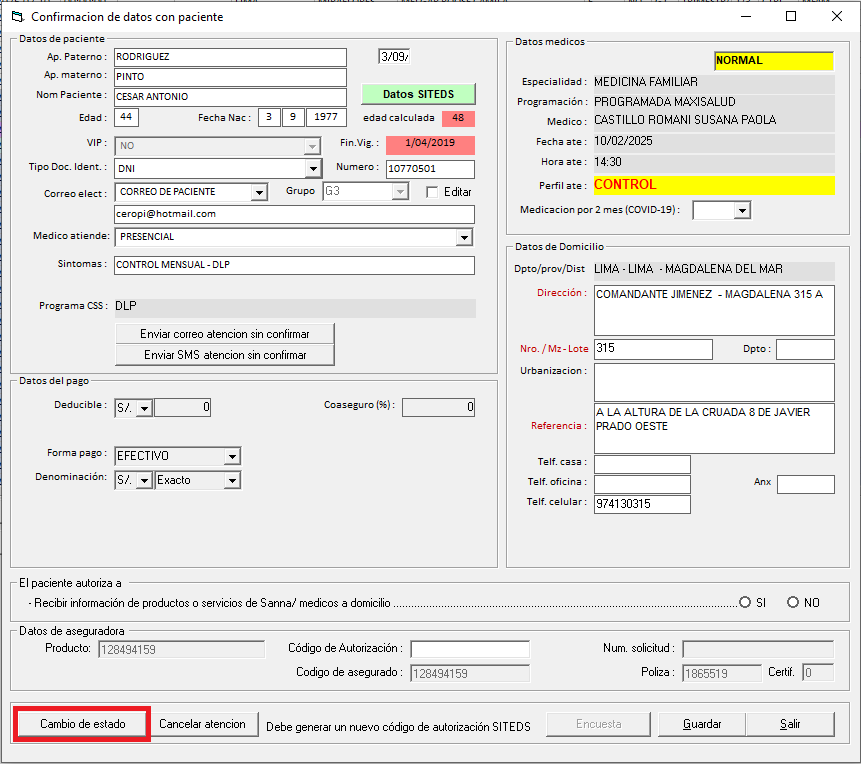 Confirmacion de datos con paciente
Datos de paciente
Ap. Paterno : RODRIGUEZ 3/09/
Ap. materno : PINTO
Nom Paciente : CESAR ANTONIO Datos SITEDS
Edad : 44 Fecha Nac : 3 9 1977 edad calculada 48
VIP : NO Fin.Vig. : 1/04/2019
Tipo Doc. Ident. : DNI Numero : 10770501
Correo elect : CORREO DE PACIENTE Grupo G3 Editar
ceropi@hotmail.com
Medico atiende: PRESENCIAL
Sintomas : CONTROL MENSUAL - DLP
Programa CSS : DLP
Enviar correo atencion sin confirmar
Enviar SMS atencion sin confirmar
Datos medicos
NORMAL
Especialidad : MEDICINA FAMILIAR
Programación : PROGRAMADA MAXISALUD
Medico : CASTILLO ROMANI SUSANA PAOLA
Fecha ate : 10/02/2025
Hora ate : 14:30
Perfil ate : CONTROL
Medicacion por 2 mes (COVID-19) :
Datos de Domicilio
Dpto/prov/Dist LIMA - LIMA - MAGDALENA DEL MAR
Dirección : COMANDANTE JIMENEZ - MAGDALENA 315 A
Nro. / Mz - Lote 315 Dpto :
Urbanizacion :
Referencia : A LA ALTURA DE LA CRUADA 8 DE JAVIER
PRADO OESTE
Telf. casa :
Telf. oficina : Anx
Telf. celular : 974130315
Datos del pago
Deducible : S/. 0 Coaseguro (%) : 0
Forma pago : EFECTIVO
Denominación: S/. Exacto
El paciente autoriza a
- Recibir información de productos o servicios de Sanna/ medicos a domicilio ........................................................................................................ SI NO
Datos de aseguradora
Producto: 128494159 Código de Autorización : Num. solicitud :
Codigo de asegurado : 128494159 Poliza : 1865519 Certif. 0
Cambio de estado Cancelar atencion Debe generar un nuevo código de autorización SITEDS Encuesta Guardar Salir